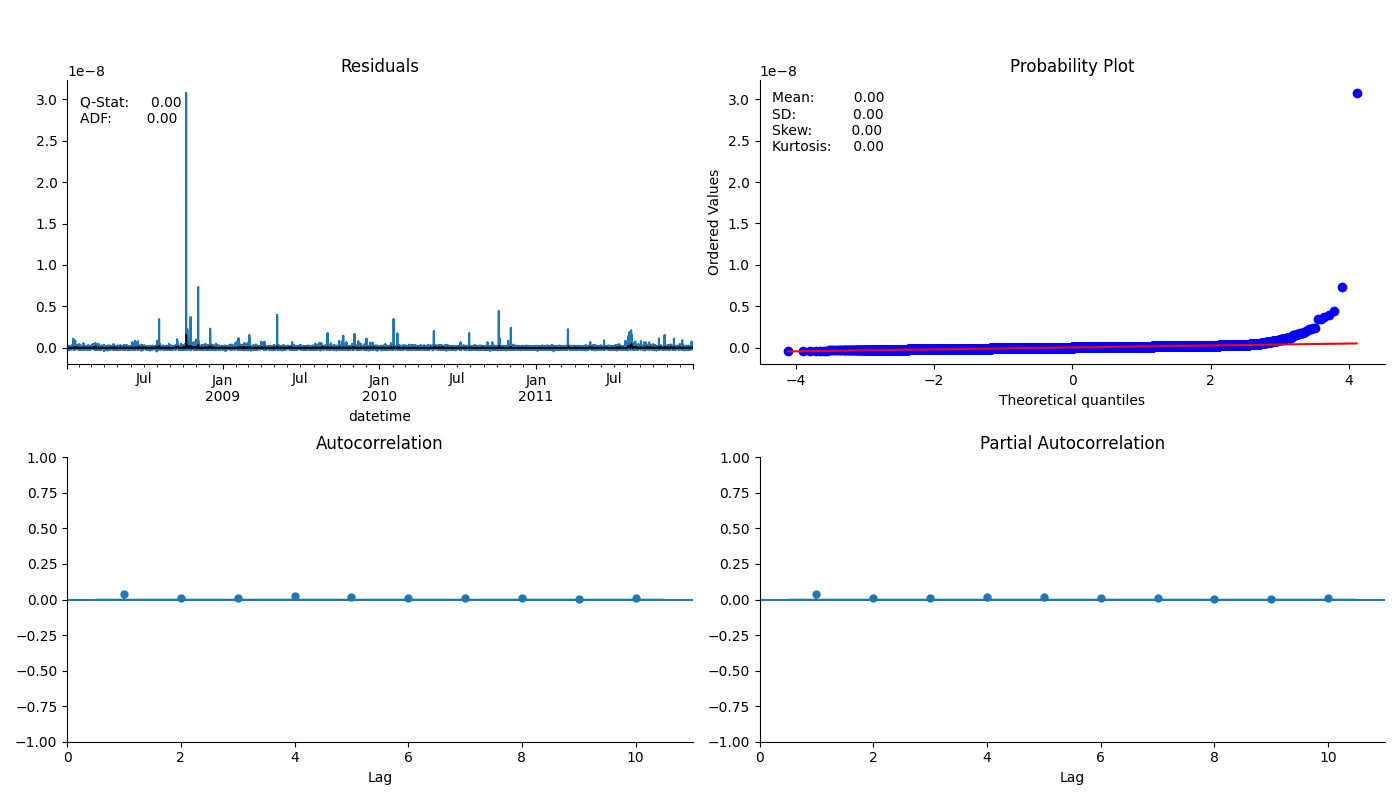 Residuals
1e−8
Q-Stat: 0.00
ADF: 0.00
3.0
2.5
2.0
1.5
1.0
0.5
0.0
Jul Jan Jul Jan Jul Jan Jul
2009 2010 2011
datetime
Probability Plot
1e−8
Mean: 0.00
SD: 0.00
Skew: 0.00
Kurtosis: 0.00
Ordered Values
3.0
2.5
2.0
1.5
1.0
0.5
0.0
−4 −2 0 2 4
Theoretical quantiles
Autocorrelation
1.00
0.75
0.50
0.25
0.00
−0.25
−0.50
−0.75
−1.00
0 2 4 6 8 10
Lag
Partial Autocorrelation
1.00
0.75
0.50
0.25
0.00
−0.25
−0.50
−0.75
−1.00
0 2 4 6 8 10
Lag